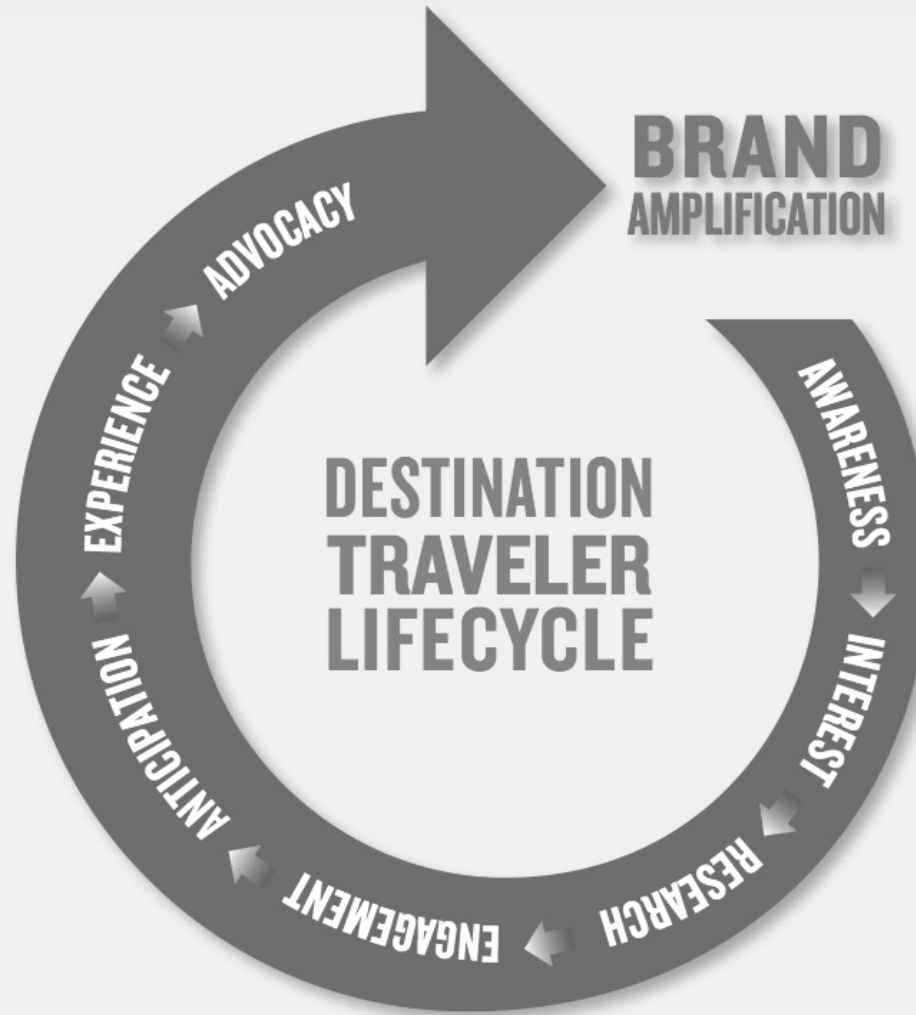 BRAND
AMPLIFICATION
AWARENESS
INTEREST
RESEARCH
ENGAGEMENT
ANTICIPATION
EXPERIENCE
ADVOCACY
DESTINATION
TRAVELER
LIFECYCLE